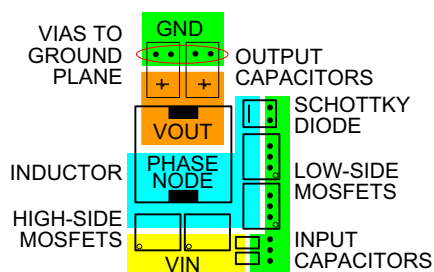 VIAS TO
GROUND
PLANE
GND
OUTPUT
CAPACITORS
+ +
VOUT
SCHOTTKY
DIODE
INDUCTOR
PHASE
NODE
LOW-SIDE
MOSFETS
HIGH-SIDE
MOSFETS
VIN
INPUT
CAPACITORS